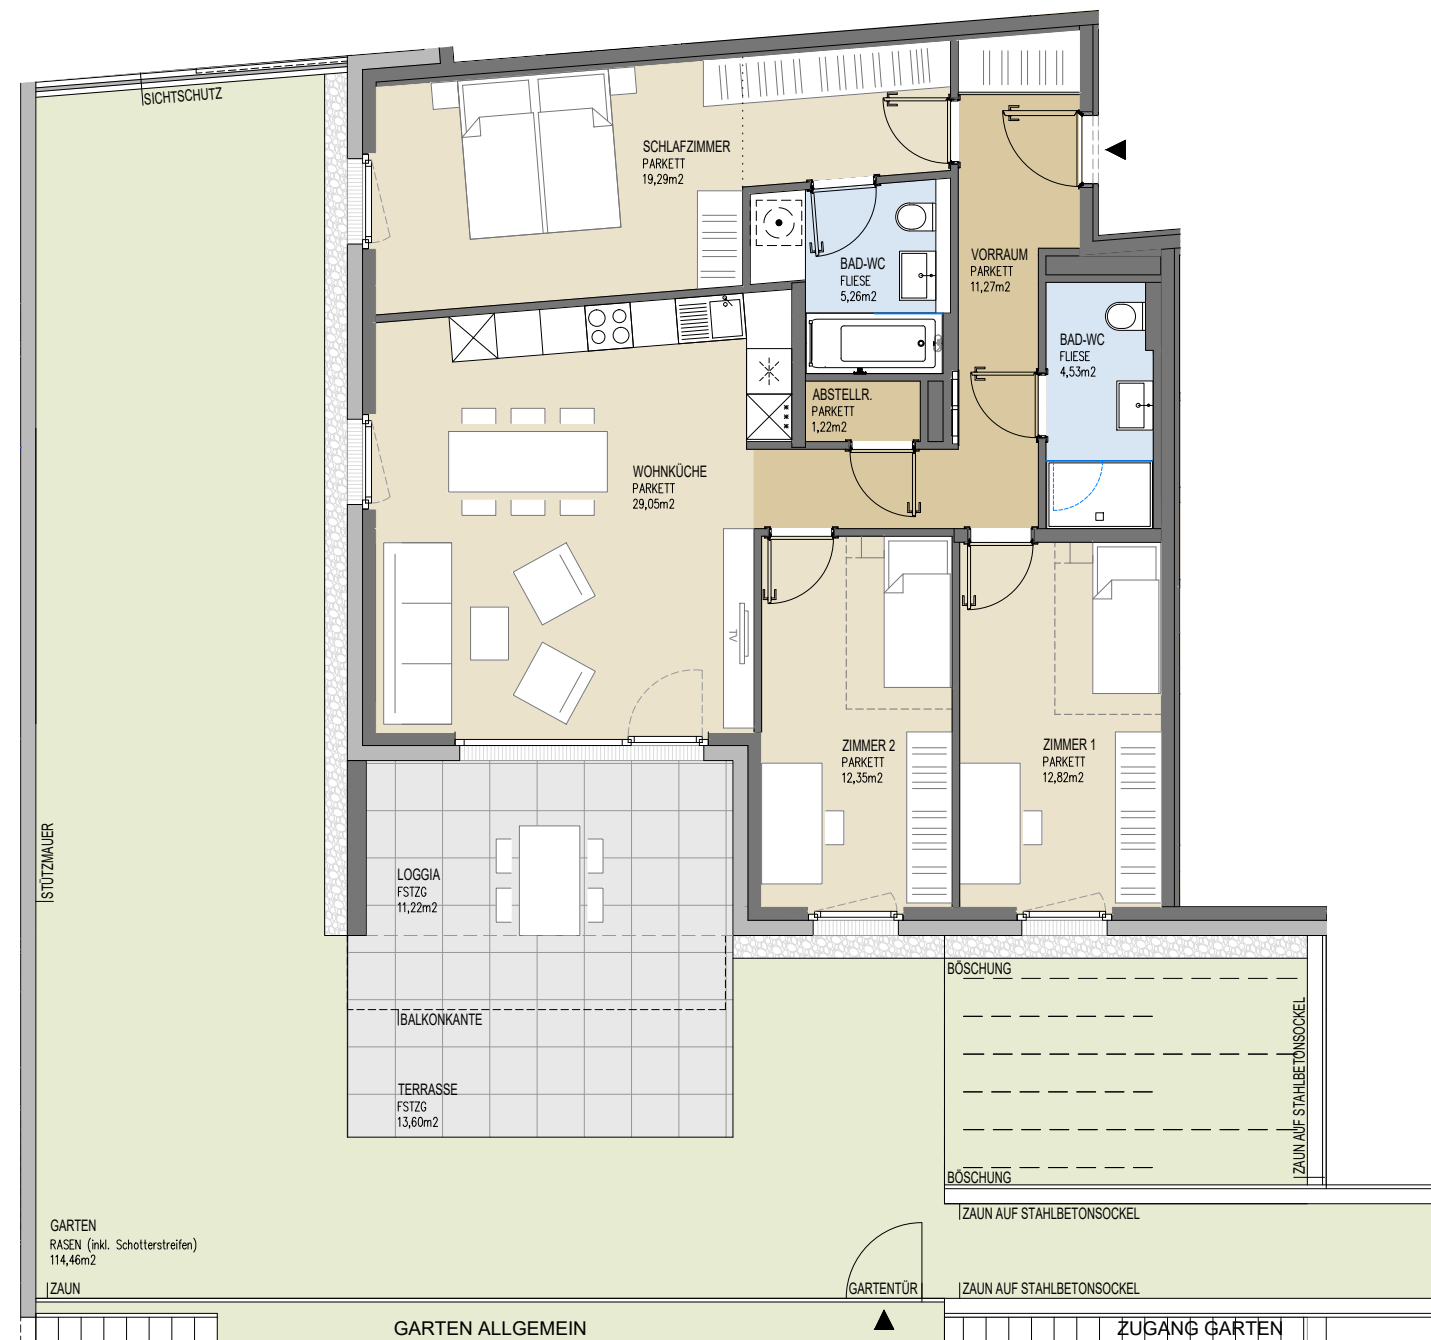 SICHTSCHUTZ
SCHLAFZIMMER
PARKETT
19,29m2
BAD-WC
FLIESE
5,26m2
VORRAUM
PARKETT
11,27m2
BAD-WC
FLIESE
4,53m2
ABSTELLR.
PARKETT
1,22m2
WOHNKÜCHE
PARKETT
29,05m2
TV
ZIMMER 2
PARKETT
12,35m2
ZIMMER 1
PARKETT
12,82m2
STÜTZMAUER
LOGGIA
FSTZG
11,22m2
BALKONKANTE
TERRASSE
FSTZG
13,60m2
BÖSCHUNG
ZAUN AUF STAHLBETONSOCKEL
BÖSCHUNG
ZAUN AUF STAHLBETONSOCKEL
GARTEN
RASEN (inkl. Schotterstreifen)
114,46m2
ZAUN
GARTENTÜR
ZAUN AUF STAHLBETONSOCKEL
GARTEN ALLGEMEIN
ZUGANG GARTEN